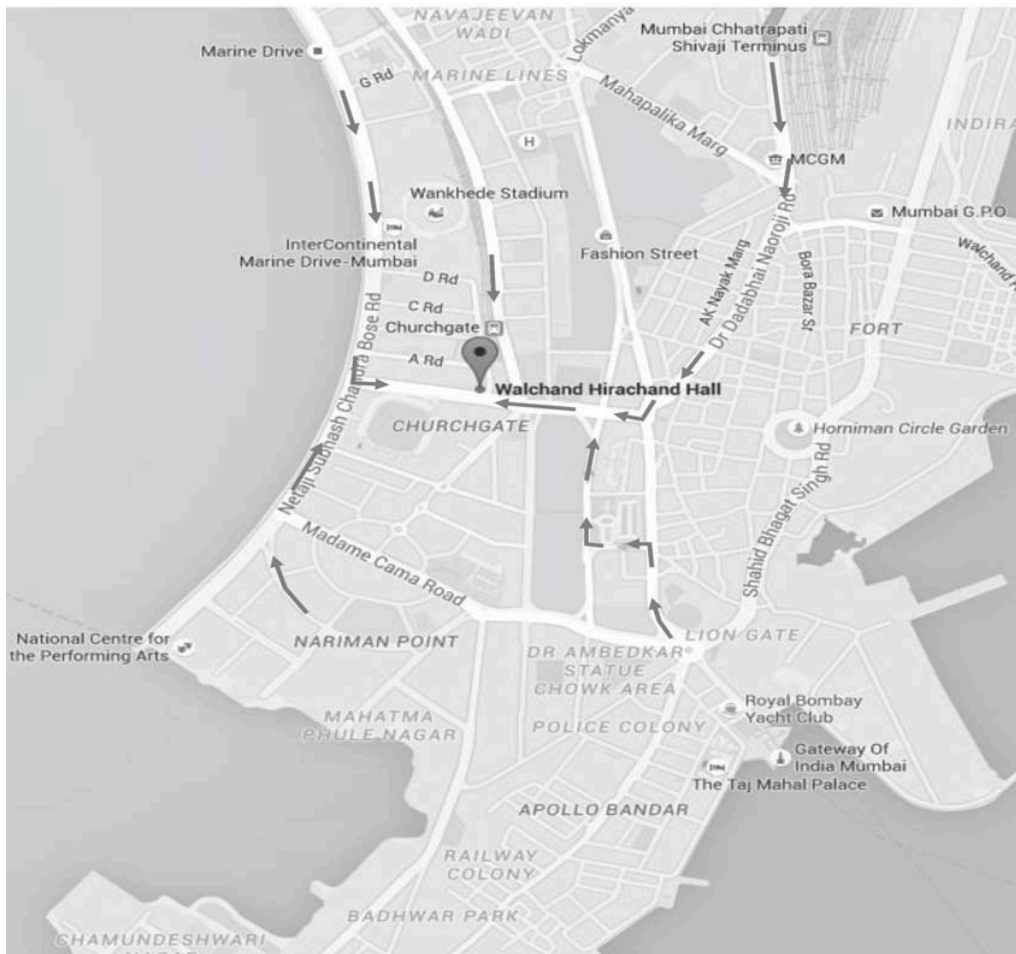 NAVAJEEVAN
WADI
Lokmanya
Mumbai Chhatrapati
Shivaji Terminus
Marine Drive
G Rd
MARINE LINES
Mahapalika Marg
INDIRA
H
MCGM
Wankhede Stadium
Mumbai G.P.O
InterContinental
Marine Drive-Mumbai
Fashion Street
AK Nayak Marg
Dr Dadabhai Naoroji Rd
Bora Bazar St
Walchand H
D Rd
C Rd
Churchgate
FORT
A Rd
Netaji Subhash Chandra Bose Rd
Walchand Hirachand Hall
CHURCHGATE
Horniman Circle Garden
Shahid Bhagat Singh Rd
Madame Cama Road
National Centre for
the Performing Arts
NARIMAN POINT
LION GATE
DR AMBEDKAR
STATUE
CHOWK AREA
MAHATMA
PHULE NAGAR
POLICE COLONY
Royal Bombay
Yacht Club
Gateway Of
India Mumbai
The Taj Mahal Palace
APOLLO BANDAR
RAILWAY
COLONY
BADHWAR PARK
CHAMUNDESHWARI